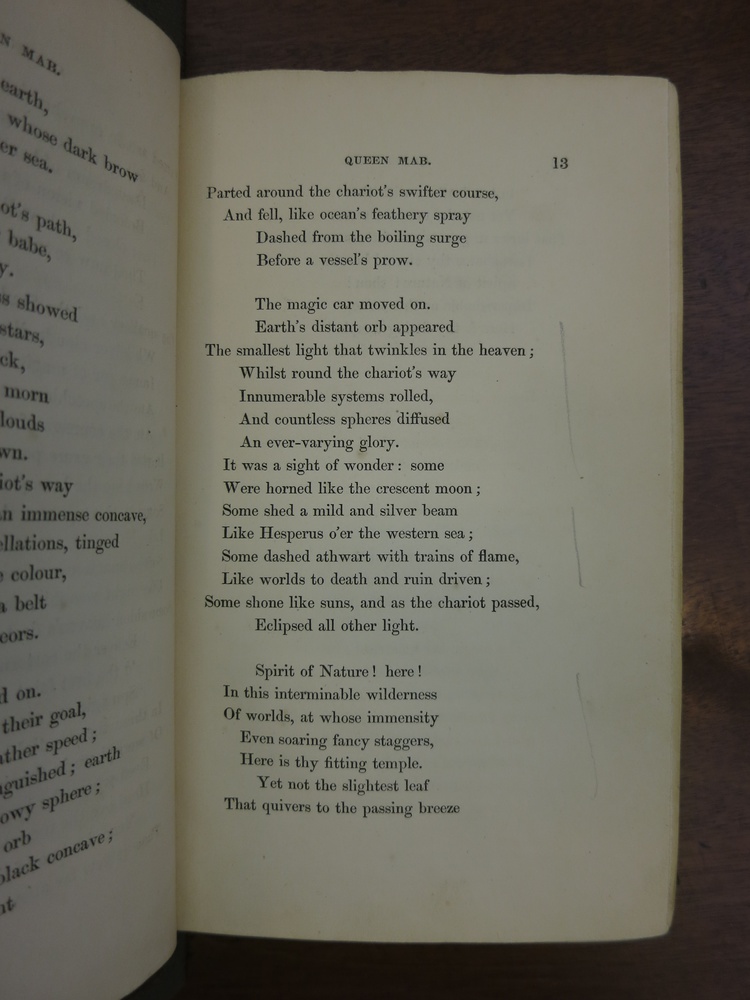 N MAB.
earth,
whose dark brow
er sea.
ot's path,
babe,
y.
s showed
stars,
ck,
morn
louds
wn.
iot's way
n immense concave,
ellations, tinged
colour,
a belt
eors.
d on.
their goal,
ather speed;
nguished; earth
owy sphere;
orb
black concave;
nt
QUEEN MAB. 13
Parted around the chariot's swifter course,
And fell, like ocean's feathery spray
Dashed from the boiling surge
Before a vessel's prow.
The magic car moved on.
Earth's distant orb appeared
The smallest light that twinkles in the heaven;
Whilst round the chariot's way
Innumerable systems rolled,
And countless spheres diffused
An ever-varying glory.
It was a sight of wonder: some
Were horned like the crescent moon;
Some shed a mild and silver beam
Like Hesperus o'er the western sea;
Some dashed athwart with trains of flame,
Like worlds to death and ruin driven;
Some shone like suns, and as the chariot passed,
Eclipsed all other light.
Spirit of Nature! here!
In this interminable wilderness
Of worlds, at whose immensity
Even soaring fancy staggers,
Here is thy fitting temple.
Yet not the slightest leaf
That quivers to the passing breeze